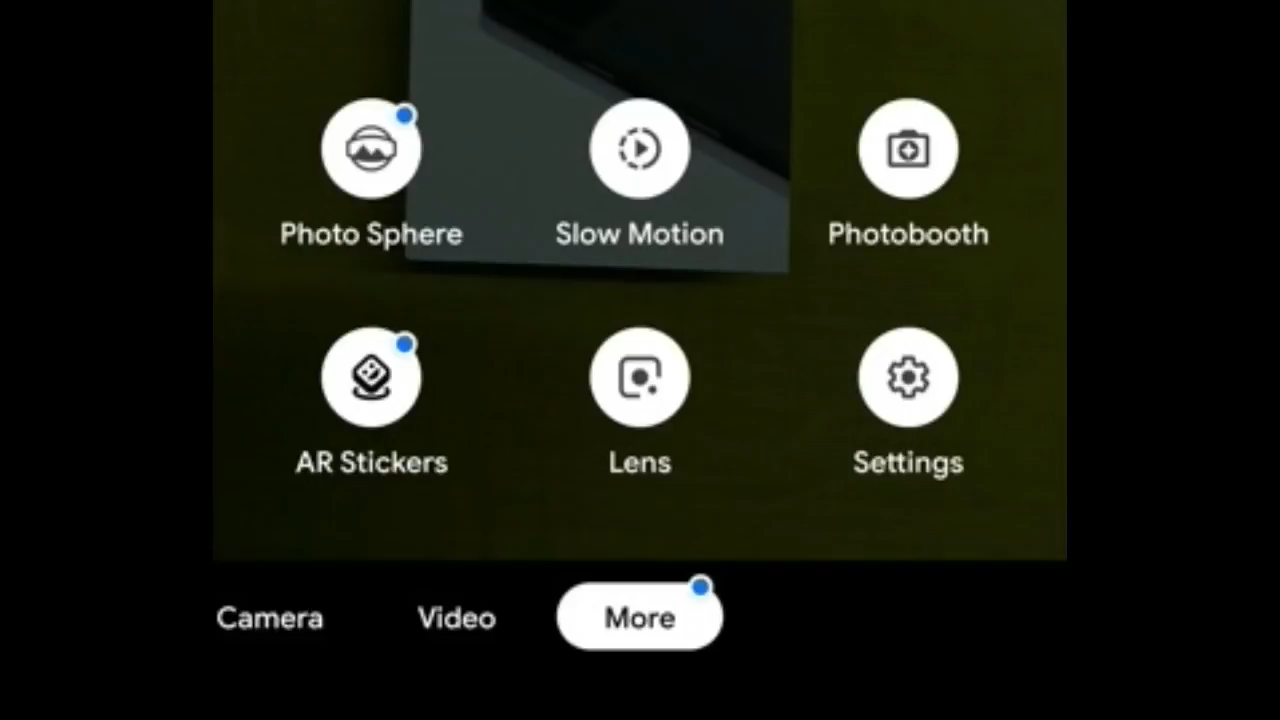 Photo Sphere
Slow Motion
Photobooth
AR Stickers
Lens
Settings
Camera
Video
More